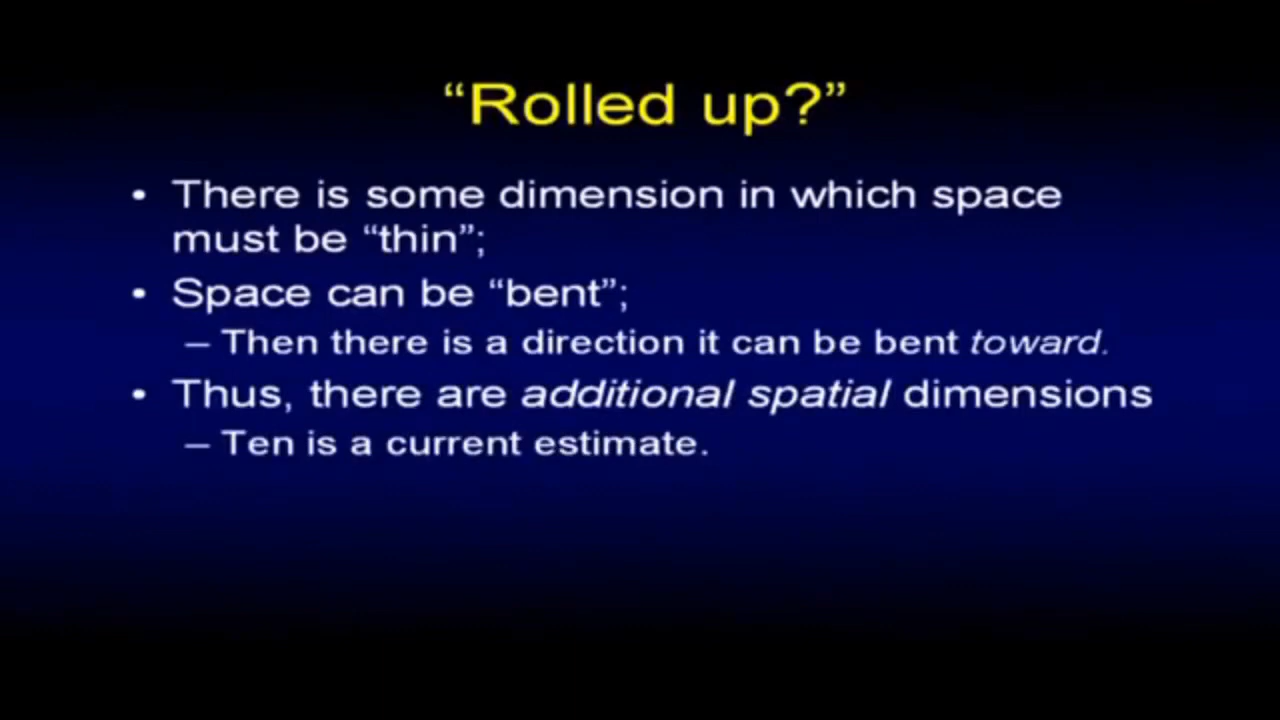 “Rolled up?”
• There is some dimension in which space
must be “thin”;
• Space can be “bent”;
– Then there is a direction it can be bent toward.
• Thus, there are additional spatial dimensions
– Ten is a current estimate.